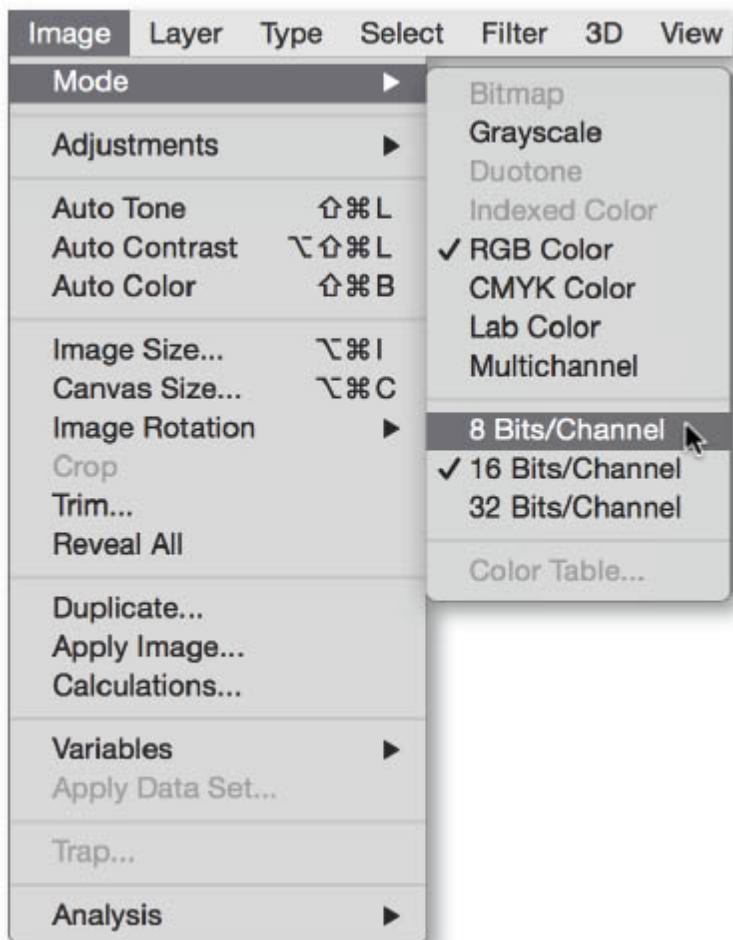 Image Layer Type Select Filter 3D View
Mode ▶
Adjustments ▶
Auto Tone ⇧⌘L
Auto Contrast ⌥⇧⌘L
Auto Color ⇧⌘B
Image Size... ⌥⌘I
Canvas Size... ⌥⌘C
Image Rotation ▶
Crop
Trim...
Reveal All
Duplicate...
Apply Image...
Calculations...
Variables ▶
Apply Data Set...
Trap...
Analysis ▶
Bitmap
Grayscale
Duotone
Indexed Color
✓ RGB Color
CMYK Color
Lab Color
Multichannel
8 Bits/Channel
✓ 16 Bits/Channel
32 Bits/Channel
Color Table...